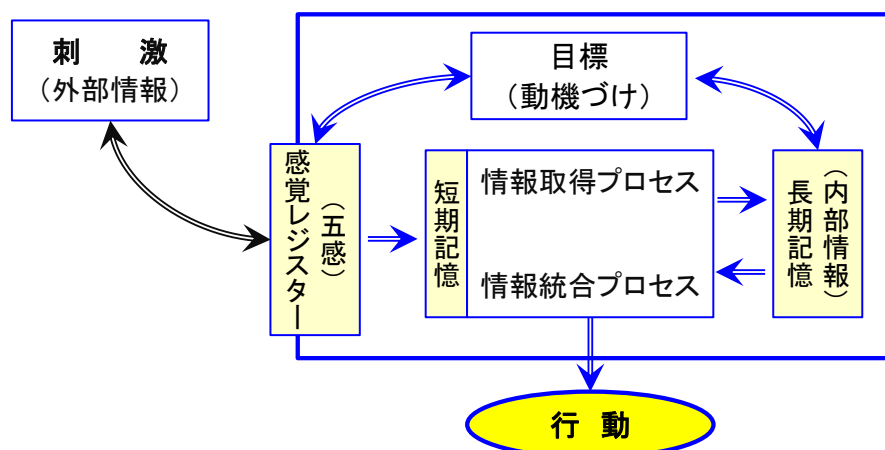 刺　激
（外部情報）
目標
（動機づけ）
感覚レジスター
（五感）
短期記憶
情報取得プロセス
情報統合プロセス
長期記憶
（内部情報）
行 動